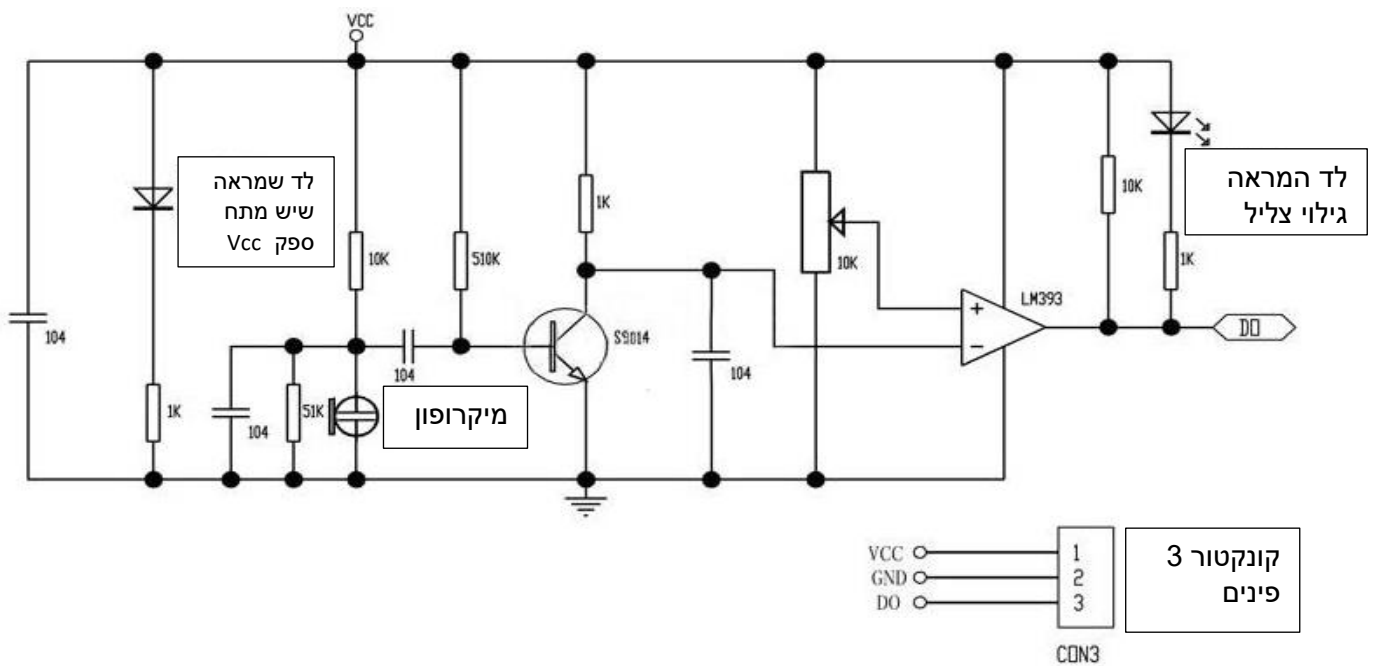 VCC
לד שמראה
שיש מתח
ספק Vcc
לד המראה
גילוי צליל
1K
10K
510K
10K
10K
1K
LM393
104
S9014
DO
104
104
1K
104
51K
מיקרופון
104
קונקטור 3
פינים
VCC
1
GND
2
DO
3
CON3
+
−